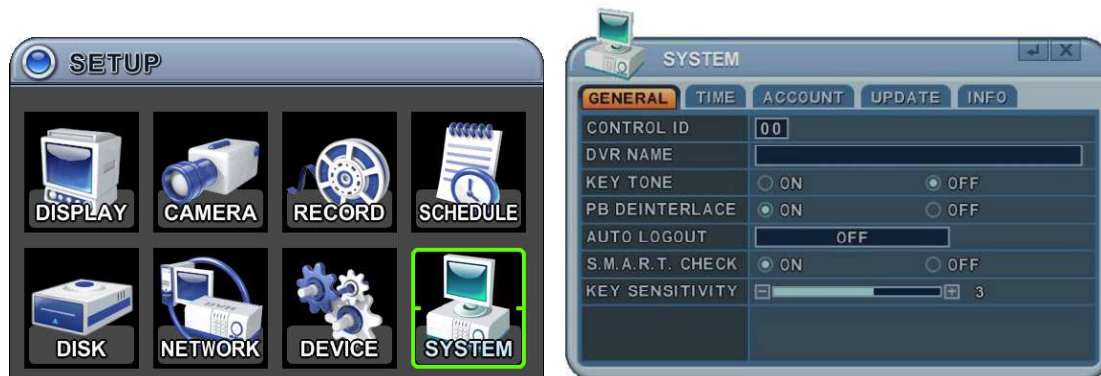 SETUP
DISPLAY CAMERA RECORD SCHEDULE
DISK NETWORK DEVICE SYSTEM
SYSTEM
GENERAL TIME ACCOUNT UPDATE INFO
CONTROL ID 00
DVR NAME
KEY TONE ON OFF
PB DEINTERLACE ON OFF
AUTO LOGOUT OFF
S.M.A.R.T. CHECK ON OFF
KEY SENSITIVITY 3